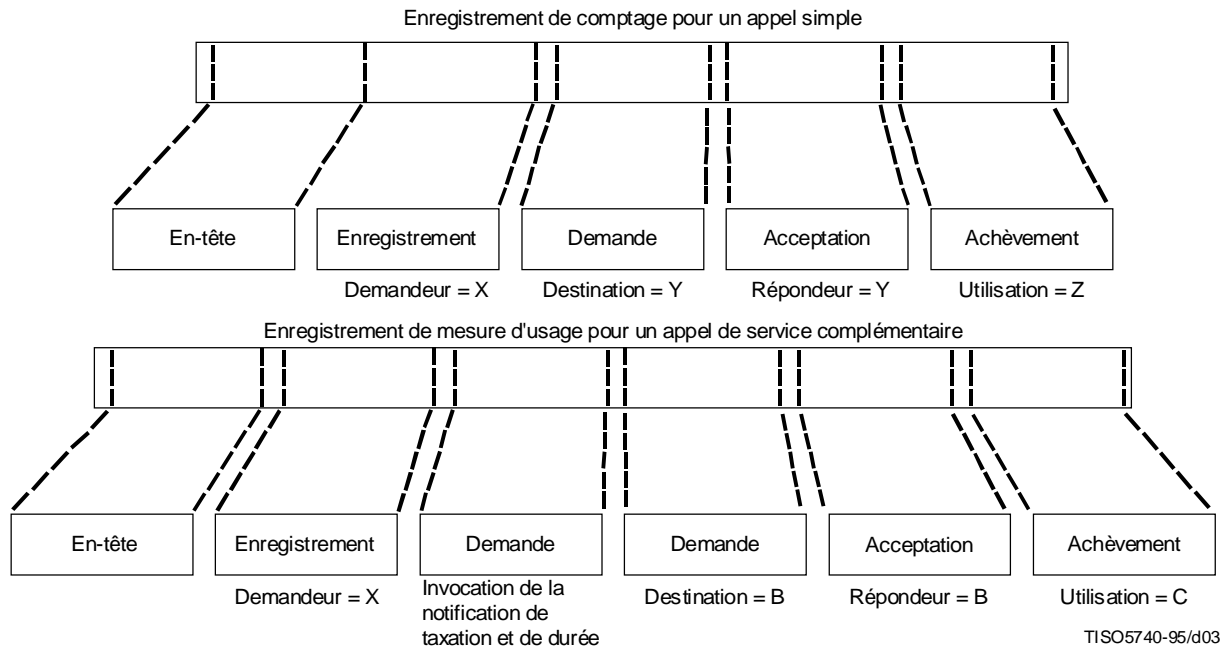 Enregistrement de comptage pour un appel simple
En-tête
Enregistrement
Demande
Acceptation
Achèvement
Demandeur = X
Destination = Y
Répondeur = Y
Utilisation = Z
Enregistrement de mesure d'usage pour un appel de service complémentaire
En-tête
Enregistrement
Demande
Demande
Acceptation
Achèvement
Demandeur = X
Invocation de la
notification de
taxation et de durée
Destination = B
Répondeur = B
Utilisation = C
TISO5740-95/d03